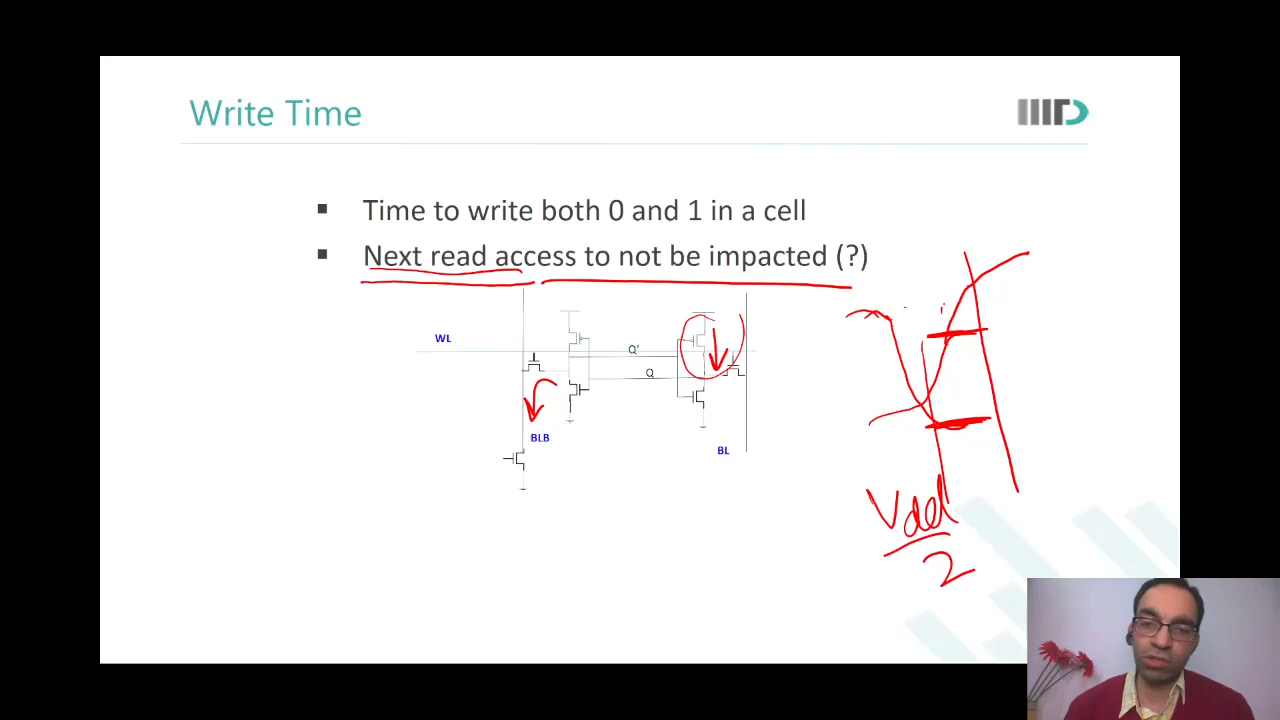 Write Time
IIITD
Time to write both 0 and 1 in a cell
Next read access to not be impacted (?)
WL
Q'
Q
BLB
BL
Vdd
2